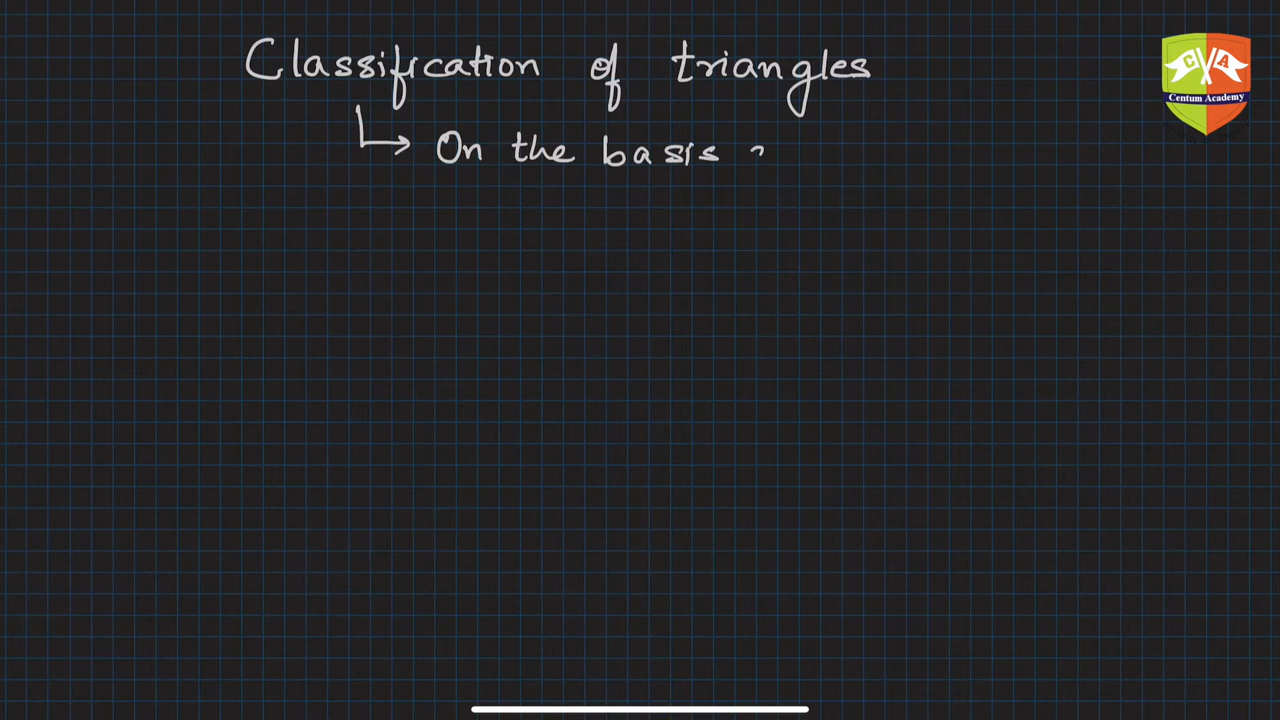 Classification of triangles
On the basis
C A
Centum Academy